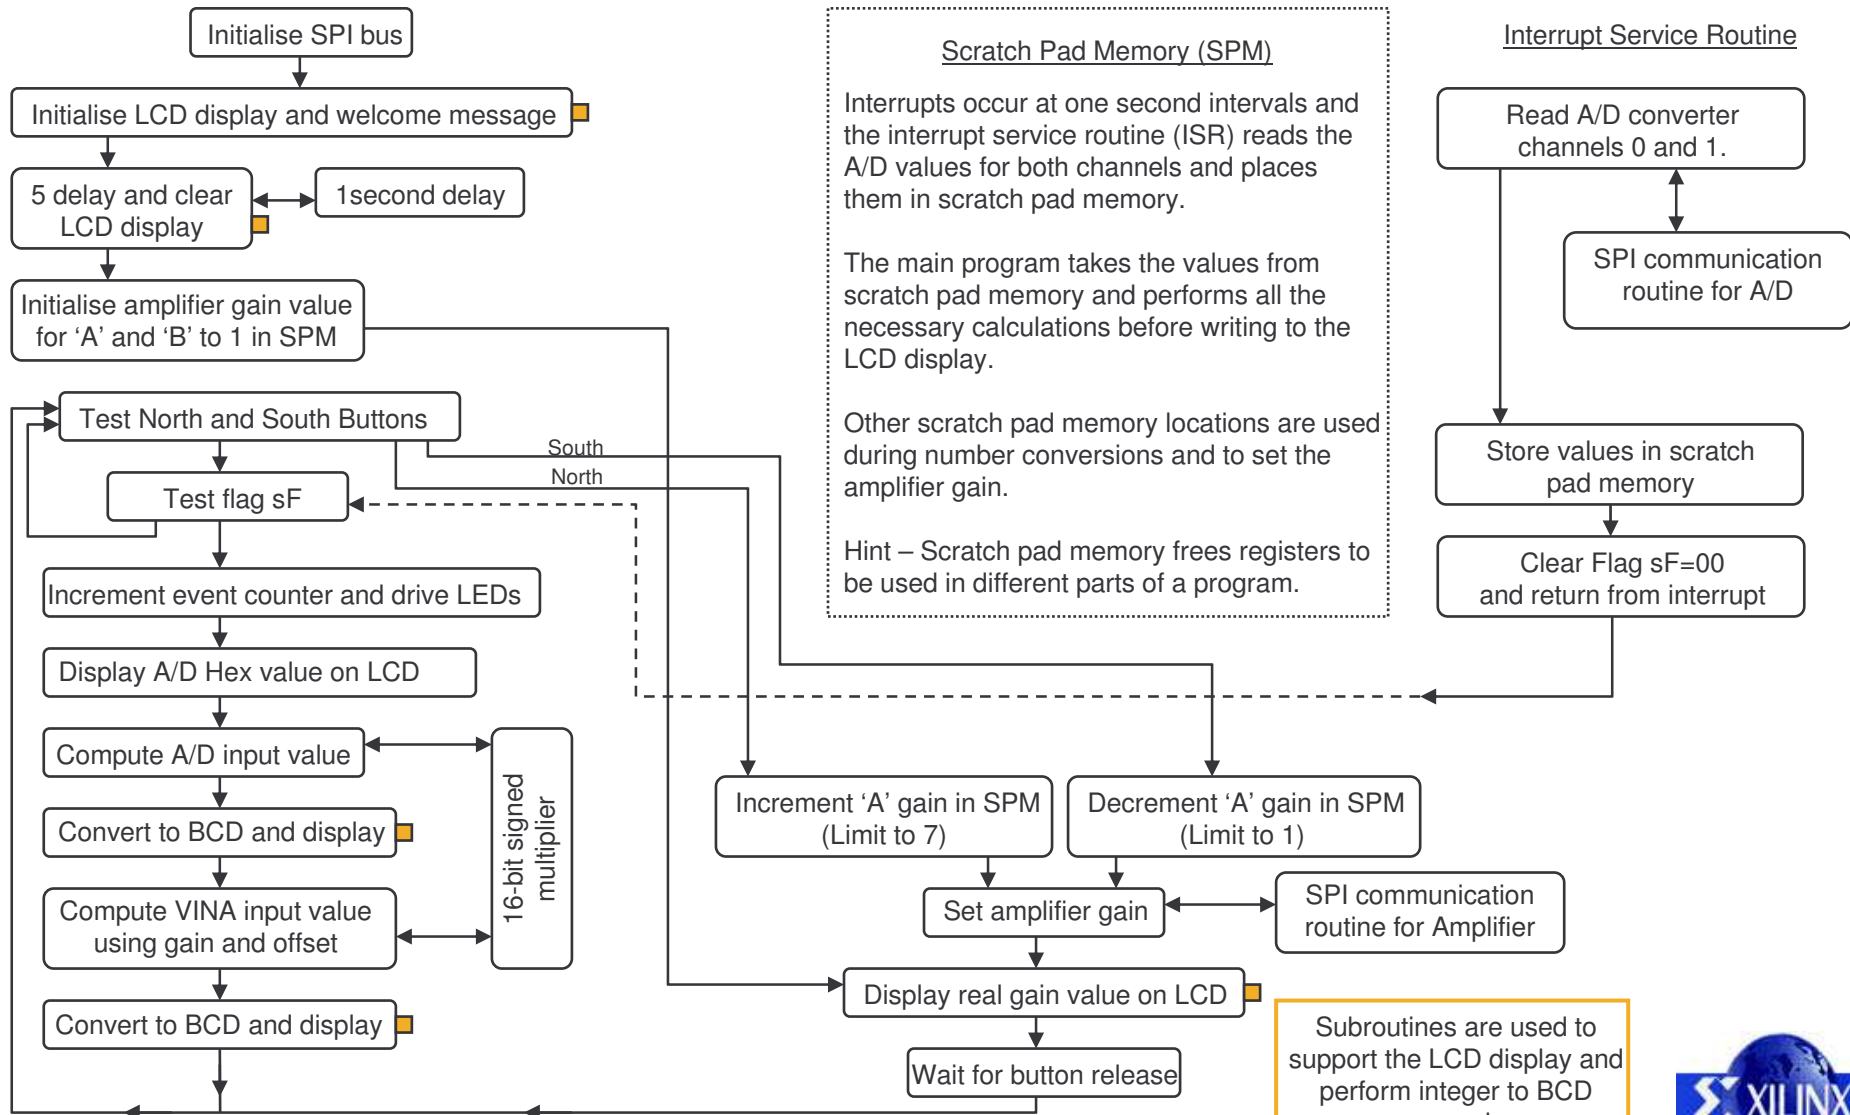 Initialise SPI bus
Initialise LCD display and welcome message
5 delay and clear
LCD display
1second delay
Initialise amplifier gain value
for ‘A’ and ‘B’ to 1 in SPM
Test North and South Buttons
South
North
Test flag sF
Increment event counter and drive LEDs
Display A/D Hex value on LCD
Compute A/D input value
Convert to BCD and display
Compute VINA input value
using gain and offset
Convert to BCD and display
16-bit signed
multiplier
Scratch Pad Memory (SPM)
Interrupts occur at one second intervals and
the interrupt service routine (ISR) reads the
A/D values for both channels and places
them in scratch pad memory.
The main program takes the values from
scratch pad memory and performs all the
necessary calculations before writing to the
LCD display.
Other scratch pad memory locations are used
during number conversions and to set the
amplifier gain.
Hint – Scratch pad memory frees registers to
be used in different parts of a program.
Increment ‘A’ gain in SPM
(Limit to 7)
Decrement ‘A’ gain in SPM
(Limit to 1)
Set amplifier gain
SPI communication
routine for Amplifier
Display real gain value on LCD
Wait for button release
Interrupt Service Routine
Read A/D converter
channels 0 and 1.
SPI communication
routine for A/D
Store values in scratch
pad memory
Clear Flag sF=00
and return from interrupt
Subroutines are used to
support the LCD display and
perform integer to BCD
XILINX